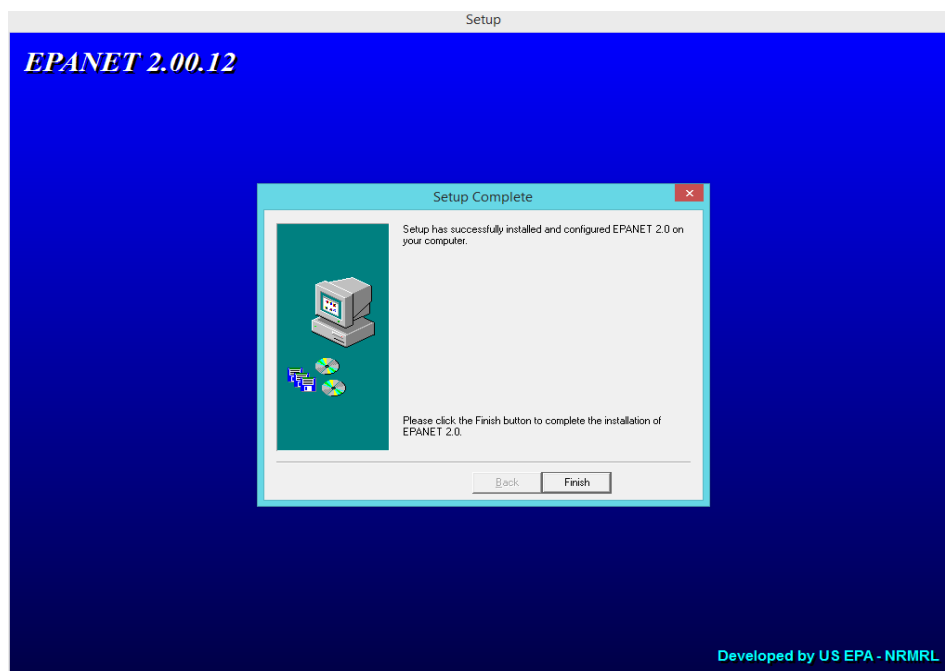 Setup
EPANET 2.00.12
Setup Complete
Setup has successfully installed and configured EPANET 2.0 on
your computer.
Please click the Finish button to complete the installation of
EPANET 2.0.
Back
Finish
Developed by US EPA - NRMRL